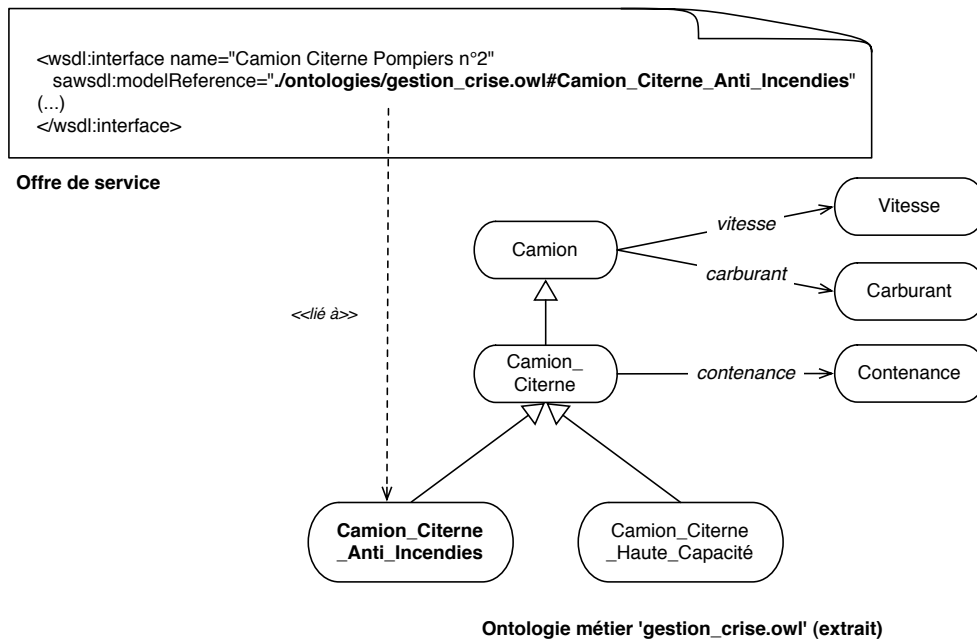 <wsdl:interface name="Camion Citerne Pompiers n°2"
sawsdl:modelReference="./ontologies/gestion_crise.owl#Camion_Citerne_Anti_Incendies"
(...)
</wsdl:interface>
Offre de service
Vitesse
vitesse
Camion
carburant
Carburant
<<lié à>>
Camion_
Citerne
contenance
Contenance
Camion_Citerne
_Anti_Incendies
Camion_Citerne
_Haute_Capacité
Ontologie métier 'gestion_crise.owl' (extrait)